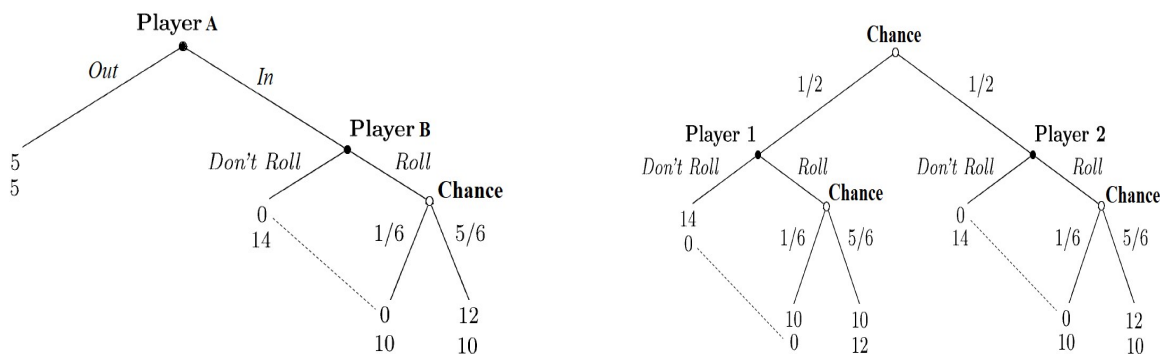 Player A
Out
In
5
5
Player B
Don't Roll
Roll
Chance
0
14
1/6
5/6
0
10
12
10
Chance
1/2
1/2
Player 1
Player 2
Don't Roll
Roll
Don't Roll
Roll
Chance
Chance
14
0
1/6
5/6
0
14
1/6
5/6
10
0
10
12
0
10
12
10